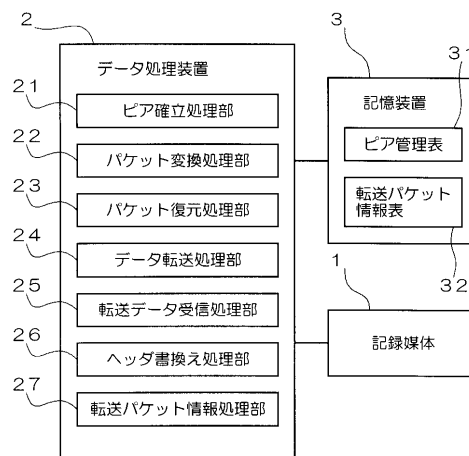 2
データ処理装置
21
ピア確立処理部
22
パケット変換処理部
23
パケット復元処理部
24
データ転送処理部
25
転送データ受信処理部
26
ヘッダ書換え処理部
27
転送パケット情報処理部
3
31
記憶装置
ピア管理表
転送パケット
情報表
32
1
記録媒体